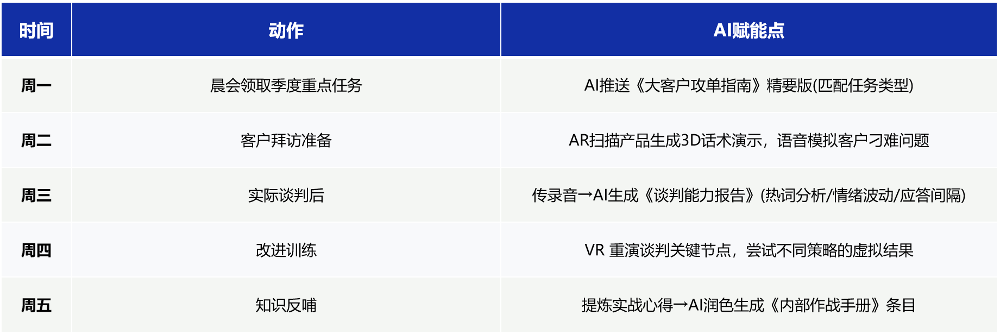 时间 动作 AI赋能点
周一 晨会领取季度重点任务 AI推送《大客户攻单指南》精要版(匹配任务类型)
周二 客户拜访准备 AR扫描产品生成3D话术演示，语音模拟客户刁难问题
周三 实际谈判后 传录音→AI生成《谈判能力报告》(热词分析/情绪波动/应答间隔)
周四 改进训练 VR 重演谈判关键节点，尝试不同策略的虚拟结果
周五 知识反哺 提炼实战心得→AI润色生成《内部作战手册》条目